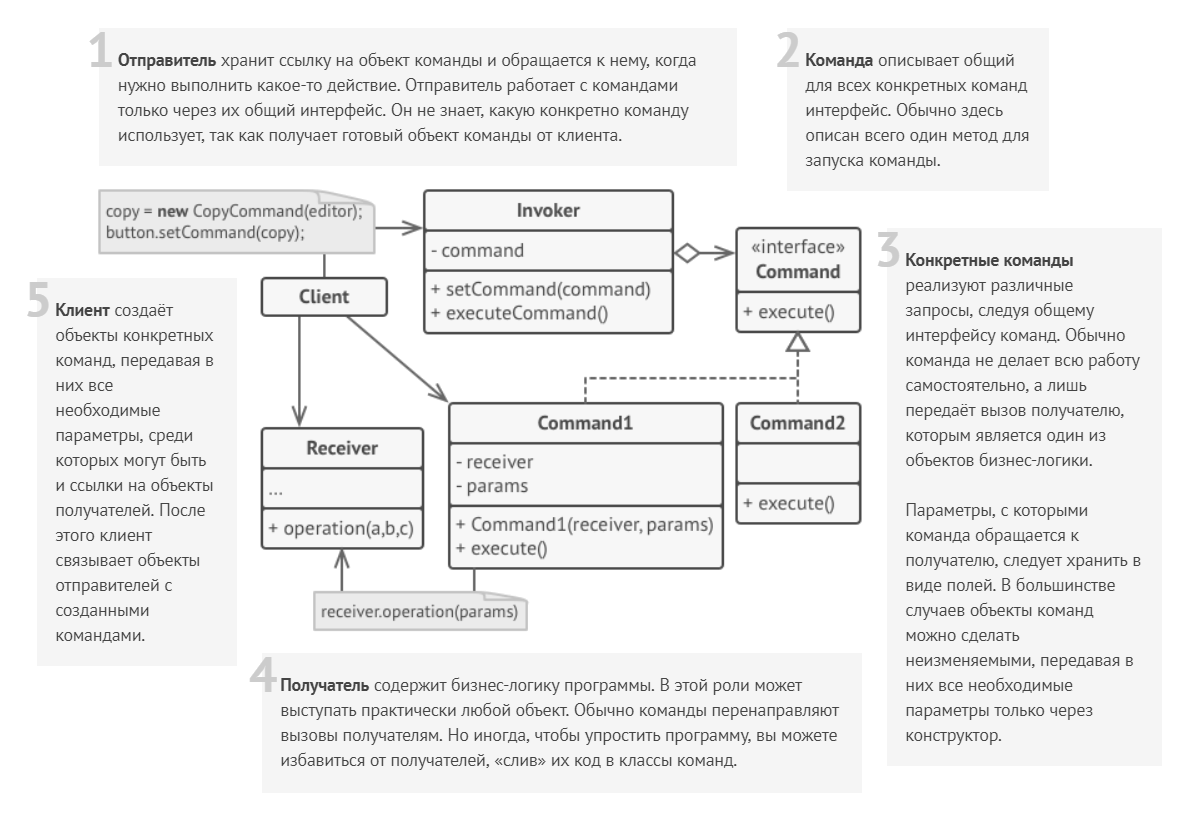 1
Отправитель хранит ссылку на объект команды и обращается к нему, когда
нужно выполнить какое-то действие. Отправитель работает с командами
только через их общий интерфейс. Он не знает, какую конкретно команду
использует, так как получает готовый объект команды от клиента.
2
Команда описывает общий
для всех конкретных команд
интерфейс. Обычно здесь
описан всего один метод для
запуска команды.
copy = new CopyCommand(editor);
button.setCommand(copy);
Invoker
- command
+ setCommand(command)
+ executeCommand()
«interface»
Command
+ execute()
3
Конкретные команды
реализуют различные
запросы, следуя общему
интерфейсу команд. Обычно
команда не делает всю работу
самостоятельно, а лишь
передаёт вызов получателю,
которым является один из
объектов бизнес-логики.
Параметры, с которыми
команда обращается к
получателю, следует хранить в
виде полей. В большинстве
случаев объекты команд
можно сделать
неизменяемыми, передавая в
них все необходимые
параметры только через
конструктор.
5
Клиент создаёт
объекты конкретных
команд, передавая в
них все
необходимые
параметры, среди
которых могут быть
и ссылки на объекты
получателей. После
этого клиент
связывает объекты
отправителей с
созданными
командами.
Client
Receiver
...
+ operation(a,b,c)
Command1
- receiver
- params
+ Command1(receiver, params)
+ execute()
Command2
+ execute()
receiver.operation(params)
4
Получатель содержит бизнес-логику программы. В этой роли может
выступать практически любой объект. Обычно команды перенаправляют
вызовы получателям. Но иногда, чтобы упростить программу, вы можете
избавиться от получателей, «слив» их код в классы команд.